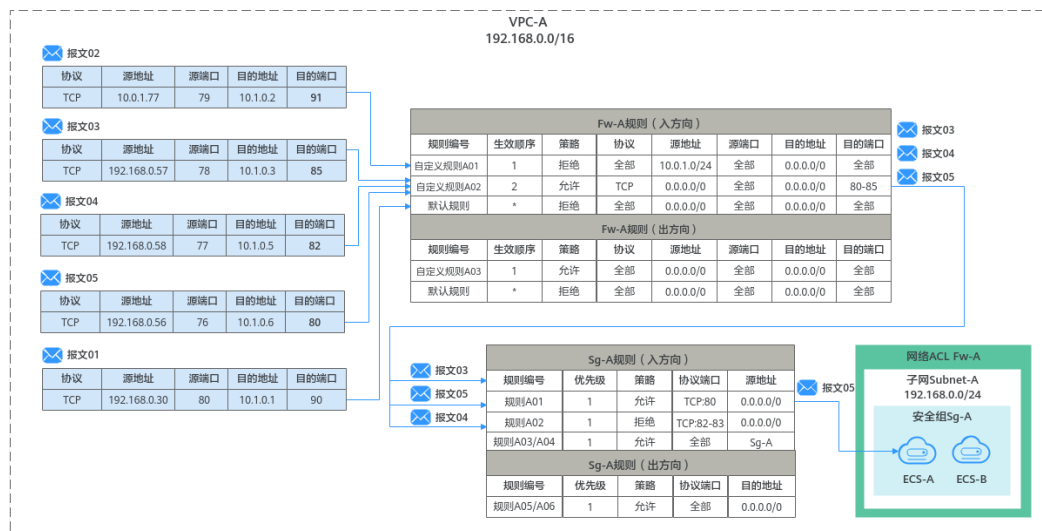 VPC-A
192.168.0.0/16
报文02
协议 源地址 源端口 目的地址 目的端口
TCP 10.0.1.77 79 10.1.0.2 91
报文03
协议 源地址 源端口 目的地址 目的端口
TCP 192.168.0.57 78 10.1.0.3 85
报文04
协议 源地址 源端口 目的地址 目的端口
TCP 192.168.0.58 77 10.1.0.5 82
报文05
协议 源地址 源端口 目的地址 目的端口
TCP 192.168.0.56 76 10.1.0.6 80
报文01
协议 源地址 源端口 目的地址 目的端口
TCP 192.168.0.30 80 10.1.0.1 90
Fw-A规则（入方向）
规则编号 生效顺序 策略 协议 源地址 源端口 目的地址 目的端口
自定义规则A01 1 拒绝 全部 10.0.1.0/24 全部 0.0.0.0/0 全部
自定义规则A02 2 允许 TCP 0.0.0.0/0 全部 0.0.0.0/0 80-85
默认规则 * 拒绝 全部 0.0.0.0/0 全部 0.0.0.0/0 全部
Fw-A规则（出方向）
规则编号 生效顺序 策略 协议 源地址 源端口 目的地址 目的端口
自定义规则A03 1 允许 全部 0.0.0.0/0 全部 0.0.0.0/0 全部
默认规则 * 拒绝 全部 0.0.0.0/0 全部 0.0.0.0/0 全部
报文03
报文04
报文05
报文03
报文05
报文04
Sg-A规则（入方向）
规则编号 优先级 策略 协议端口 源地址
规则A01 1 允许 TCP:80 0.0.0.0/0
规则A02 1 拒绝 TCP:82-83 0.0.0.0/0
规则A03/A04 1 允许 全部 Sg-A
Sg-A规则（出方向）
规则编号 优先级 策略 协议端口 目的地址
规则A05/A06 1 允许 全部 0.0.0.0/0
报文05
网络ACL Fw-A
子网Subnet-A
192.168.0.0/24
安全组Sg-A
ECS-A ECS-B